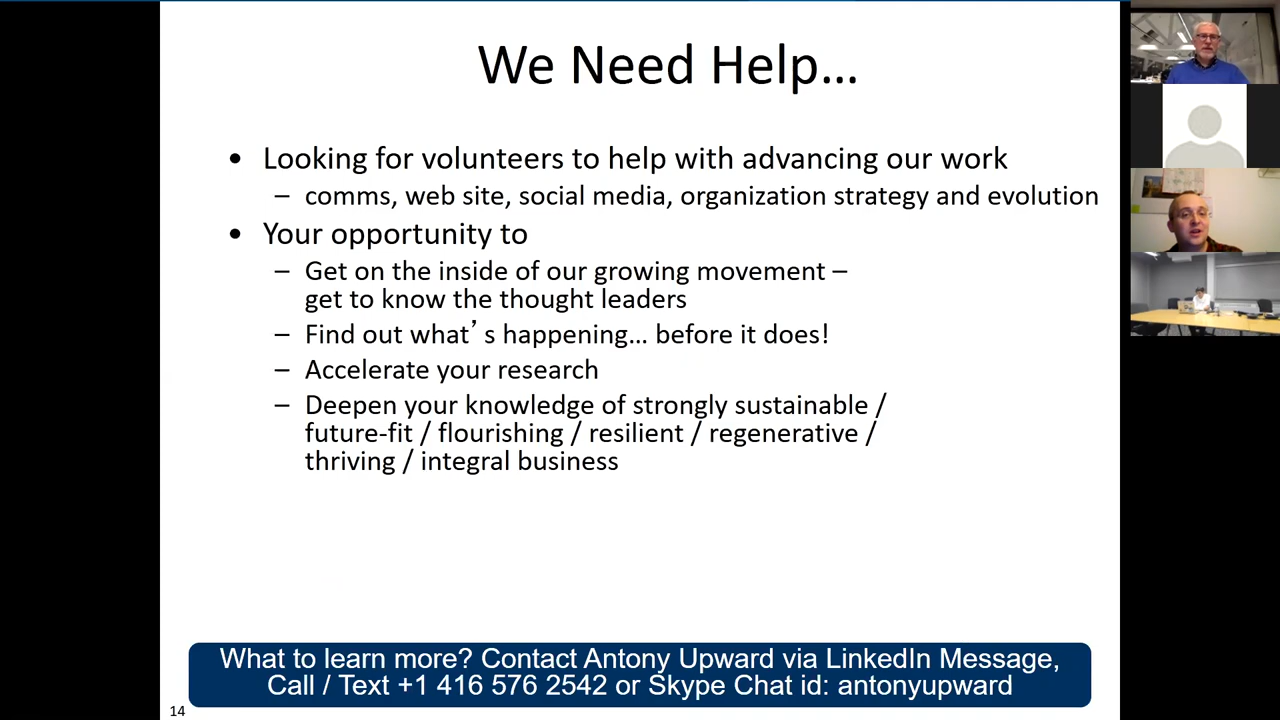 We Need Help...
• Looking for volunteers to help with advancing our work
– comms, web site, social media, organization strategy and evolution
• Your opportunity to
– Get on the inside of our growing movement –
get to know the thought leaders
– Find out what’s happening... before it does!
– Accelerate your research
– Deepen your knowledge of strongly sustainable /
future-fit / flourishing / resilient / regenerative /
thriving / integral business
What to learn more? Contact Antony Upward via LinkedIn Message,
Call / Text +1 416 576 2542 or Skype Chat id: antonyupward
14